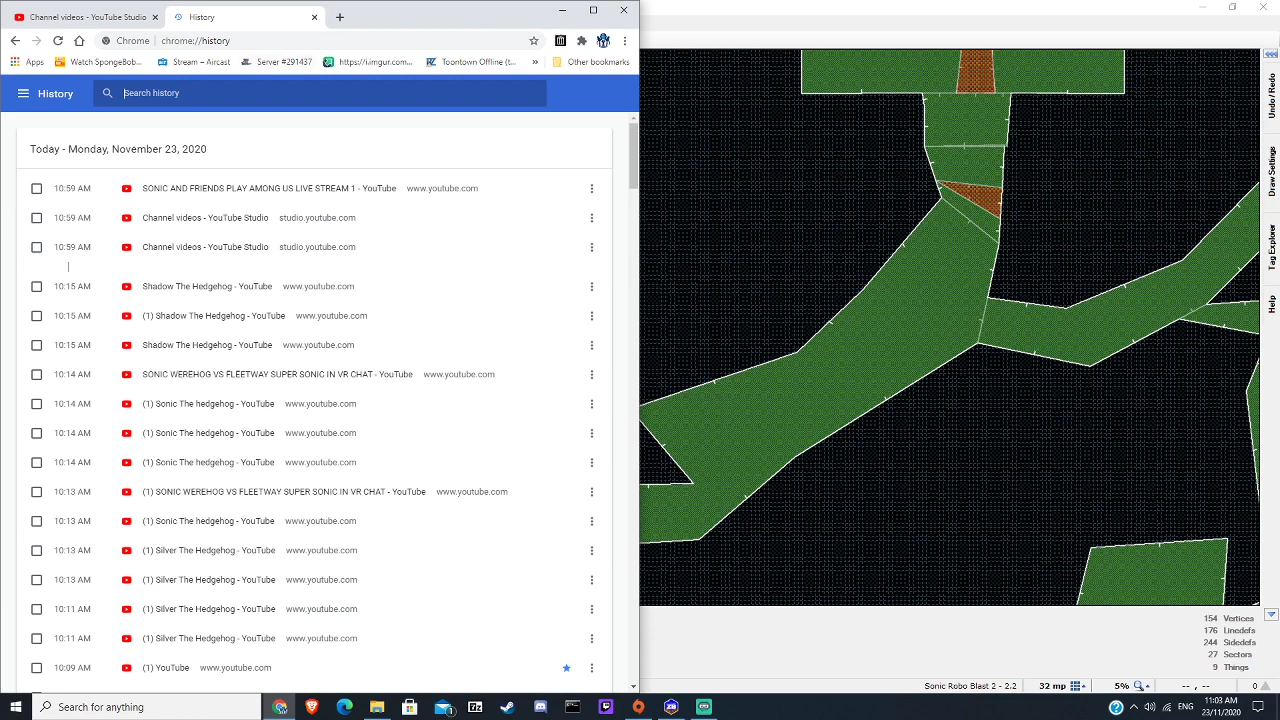 Channel videos - YouTube Studio
History
Chrome | chrome://history
Apps
Watch SpongeBob...
Stream – Aircast
Server #291437
https://iimgur.com...
Toontown Offline (t...
Other bookmarks
History
Search history
Today - Monday, November 23, 2020
10:59 AM SONIC AND FRIENDS PLAY AMONG US LIVE STREAM 1 - YouTube www.youtube.com
10:59 AM Channel videos - YouTube Studio studio.youtube.com
10:59 AM Channel videos - YouTube Studio studio.youtube.com
10:15 AM Shadow The Hedgehog - YouTube www.youtube.com
10:15 AM (1) Shadow The Hedgehog - YouTube www.youtube.com
10:15 AM Shadow The Hedgehog - YouTube www.youtube.com
10:14 AM SONIC WEREHOG VS FLEETWAY SUPER SONIC IN VR CHAT - YouTube www.youtube.com
10:14 AM (1) Sonic The hedgehog - YouTube www.youtube.com
10:14 AM (1) Sonic The hedgehog - YouTube www.youtube.com
10:14 AM (1) Sonic The hedgehog - YouTube www.youtube.com
10:13 AM (1) SONIC WEREHOG VS FLEETWAY SUPER SONIC IN VR CHAT - YouTube www.youtube.com
10:13 AM (1) Sonic The hedgehog - YouTube www.youtube.com
10:13 AM (1) Silver The Hedgehog - YouTube www.youtube.com
10:13 AM (1) Silver The Hedgehog - YouTube www.youtube.com
10:11 AM (1) Silver The Hedgehog - YouTube www.youtube.com
10:11 AM (1) Silver The Hedgehog - YouTube www.youtube.com
10:09 AM (1) YouTube www.youtube.com
Undo / Redo
Draw Settings
Tag Explorer
Help
154 Vertices
176 Linedefs
244 Sidedefs
27 Sectors
9 Things
Sonic Robo Blast 2 - 2.2
32 mp
5%
-- , --
0
Search for anything
ENG
11:03 AM
23/11/2020